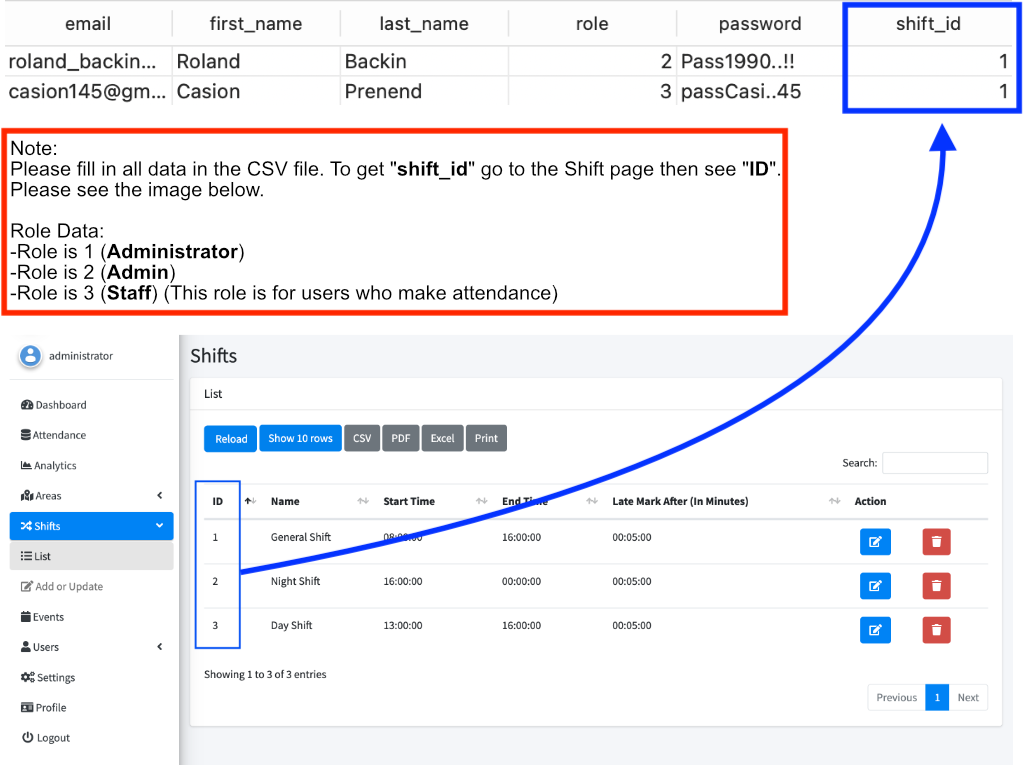 email first_name last_name role password shift_id
roland_backin... Roland Backin 2 Pass1990..!! 1
casion145@gm... Casion Prenend 3 passCasi..45 1
Note:
Please fill in all data in the CSV file. To get "shift_id" go to the Shift page then see "ID".
Please see the image below.
Role Data:
-Role is 1 (Administrator)
-Role is 2 (Admin)
-Role is 3 (Staff) (This role is for users who make attendance)
administrator
Dashboard
Attendance
Analytics
Areas
Shifts
List
Add or Update
Events
Users
Settings
Profile
Logout
Shifts
List
Reload Show 10 rows CSV PDF Excel Print
Search:
ID Name Start Time End Time Late Mark After (In Minutes) Action
1 General Shift 08:00:00 16:00:00 00:05:00
2 Night Shift 16:00:00 00:00:00 00:05:00
3 Day Shift 13:00:00 16:00:00 00:05:00
Showing 1 to 3 of 3 entries
Previous 1 Next